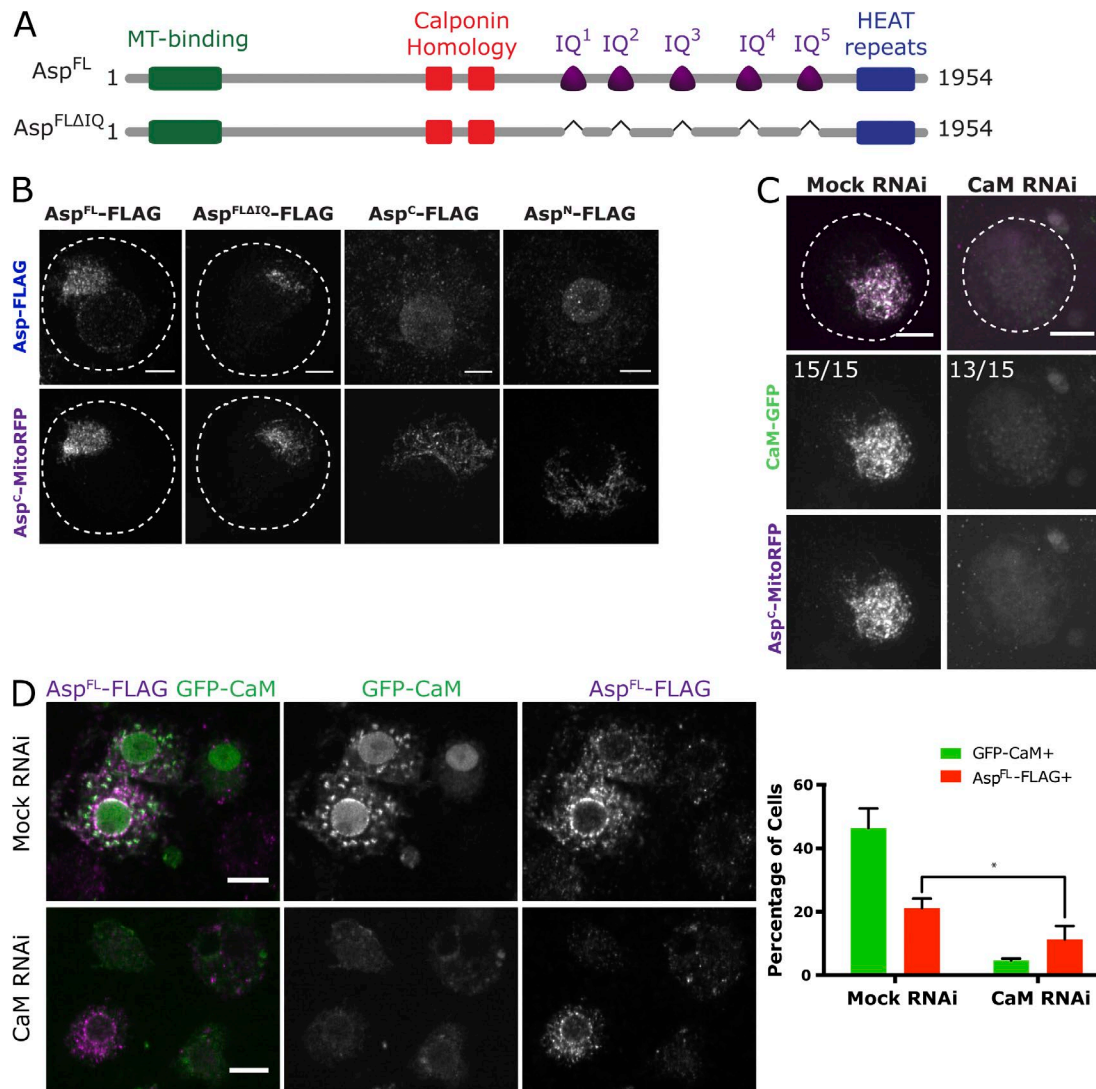 A
MT-binding
Calponin
Homology
IQ1 IQ2 IQ3 IQ4 IQ5
HEAT
repeats
AspFL 1 1954
AspFLΔIQ 1 1954
B
AspFL-FLAG AspFLΔIQ-FLAG AspC-FLAG AspN-FLAG
Asp-FLAG
AspC-MitoRFP
C
Mock RNAi CaM RNAi
15/15 13/15
CaM-GFP
AspC-MitoRFP
D
AspFL-FLAG GFP-CaM GFP-CaM AspFL-FLAG
Mock RNAi
CaM RNAi
GFP-CaM+
AspFL-FLAG+
Percentage of Cells
60
40
20
0
*
Mock RNAi CaM RNAi